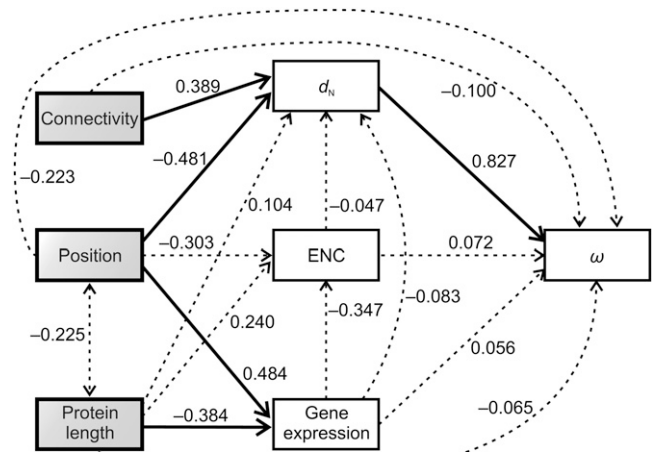 d_N
Connectivity
0.389
–0.100
–0.481
0.827
–0.223
0.104
–0.047
Position
–0.303
ENC
0.072
ω
–0.225
0.240
–0.347
–0.083
0.484
0.056
Protein
length
–0.384
Gene
expression
–0.065